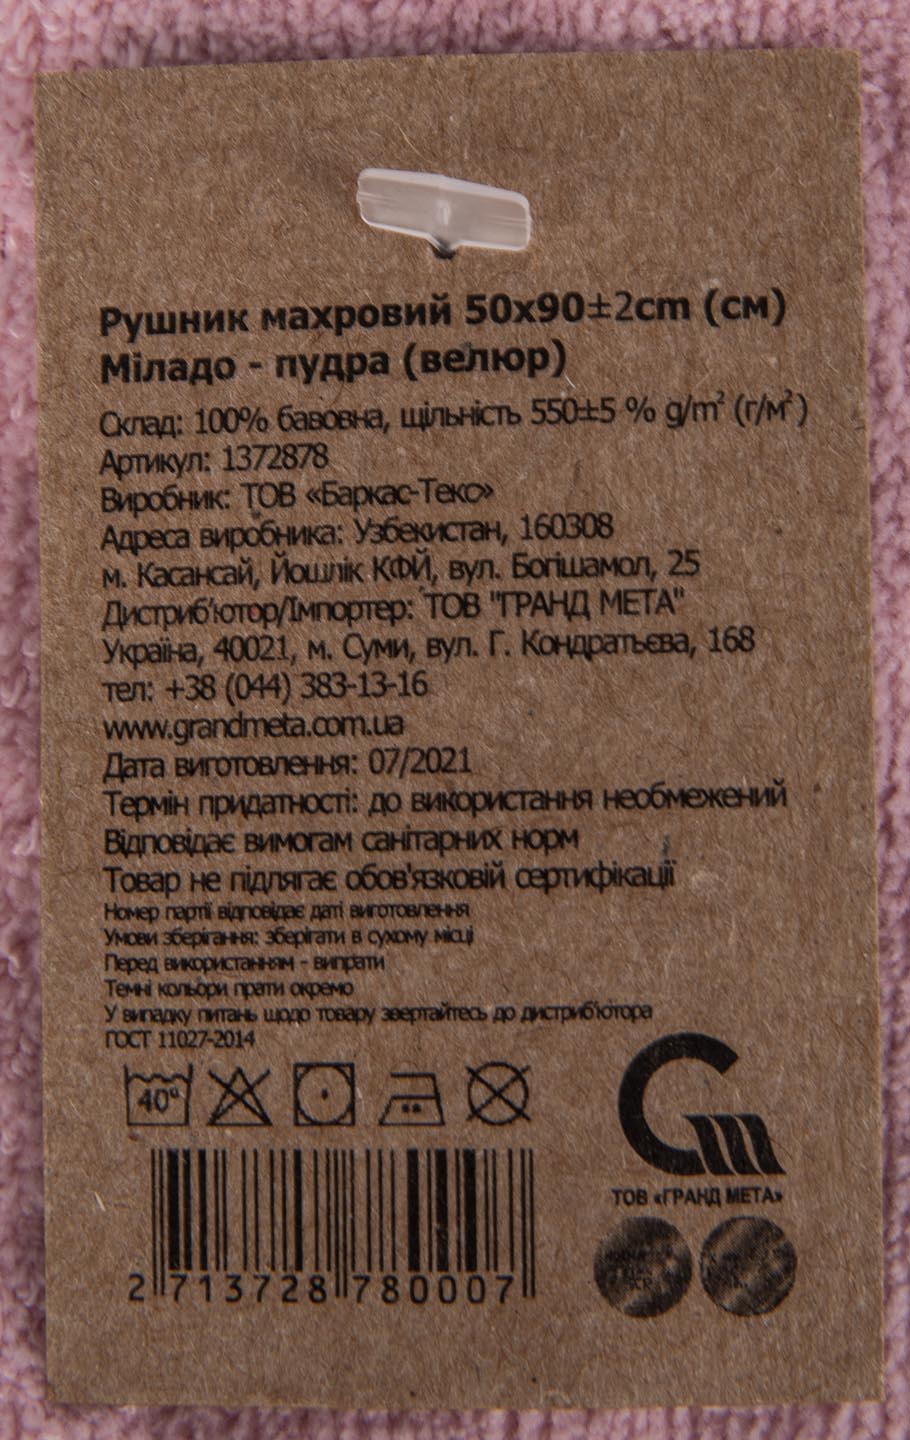 Рушник махровий 50х90±2cm (см)
Міладо - пудра (велюр)
Склад: 100% бавовна, щільність 550±5 % g/m² (г/м²)
Артикул: 1372878
Виробник: ТОВ «Баркас-Текс»
Адреса виробника: Узбекистан, 160308
м. Касансай, Йошлік КФЙ, вул. Богішамол, 25
Дистриб'ютор/Імпортер: ТОВ "ГРАНД МЕТА"
Україна, 40021, м. Суми, вул. Г. Кондратьєва, 168
тел: +38 (044) 383-13-16
www.grandmeta.com.ua
Дата виготовлення: 07/2021
Термін придатності: до використання необмежений
Відповідає вимогам санітарних норм
Товар не підлягає обов'язковій сертифікації
Номер партії відповідає даті виготовлення
Умови зберігання: зберігати в сухому місці
Перед використанням - випрати
Темні кольори прати окремо
У випадку питань щодо товару звертайтесь до дистриб'ютора
ГОСТ 11027-2014
40°
ТОВ «ГРАНД МЕТА»
2 713728 780007